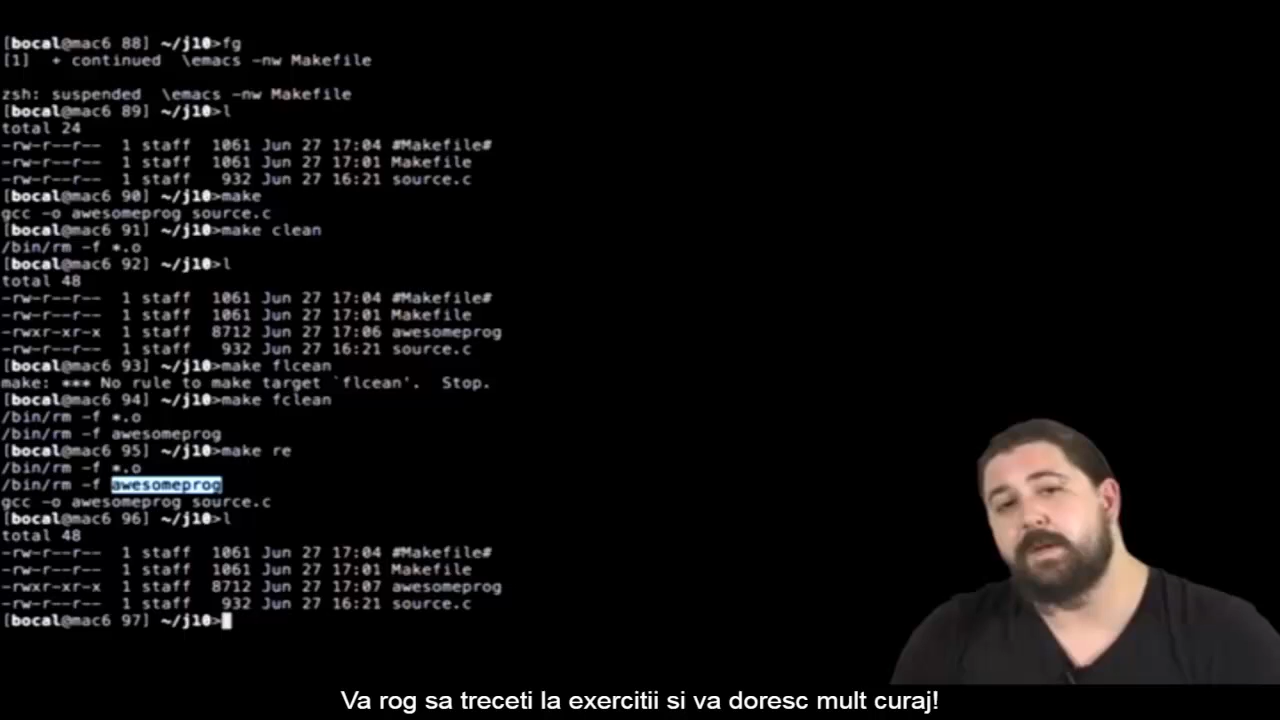 [bocal@mac6 88] ~/j10>fg
[1]  + continued  \emacs -nw Makefile
zsh: suspended  \emacs -nw Makefile
[bocal@mac6 89] ~/j10>l
total 24
-rw-r--r--  1 staff  1061 Jun 27 17:04 #Makefile#
-rw-r--r--  1 staff  1061 Jun 27 17:01 Makefile
-rw-r--r--  1 staff   932 Jun 27 16:21 source.c
[bocal@mac6 90] ~/j10>make
gcc -o awesomeprog source.c
[bocal@mac6 91] ~/j10>make clean
/bin/rm -f *.o
[bocal@mac6 92] ~/j10>l
total 48
-rw-r--r--  1 staff  1061 Jun 27 17:04 #Makefile#
-rw-r--r--  1 staff  1061 Jun 27 17:01 Makefile
-rwxr-xr-x  1 staff  8712 Jun 27 17:06 awesomeprog
-rw-r--r--  1 staff   932 Jun 27 16:21 source.c
[bocal@mac6 93] ~/j10>make flcean
make: *** No rule to make target `flcean'.  Stop.
[bocal@mac6 94] ~/j10>make fclean
/bin/rm -f *.o
/bin/rm -f awesomeprog
[bocal@mac6 95] ~/j10>make re
/bin/rm -f *.o
/bin/rm -f awesomeprog
gcc -o awesomeprog source.c
[bocal@mac6 96] ~/j10>l
total 48
-rw-r--r--  1 staff  1061 Jun 27 17:04 #Makefile#
-rw-r--r--  1 staff  1061 Jun 27 17:01 Makefile
-rwxr-xr-x  1 staff  8712 Jun 27 17:07 awesomeprog
-rw-r--r--  1 staff   932 Jun 27 16:21 source.c
[bocal@mac6 97] ~/j10>
Va rog sa treceti la exercitii si va doresc mult curaj!